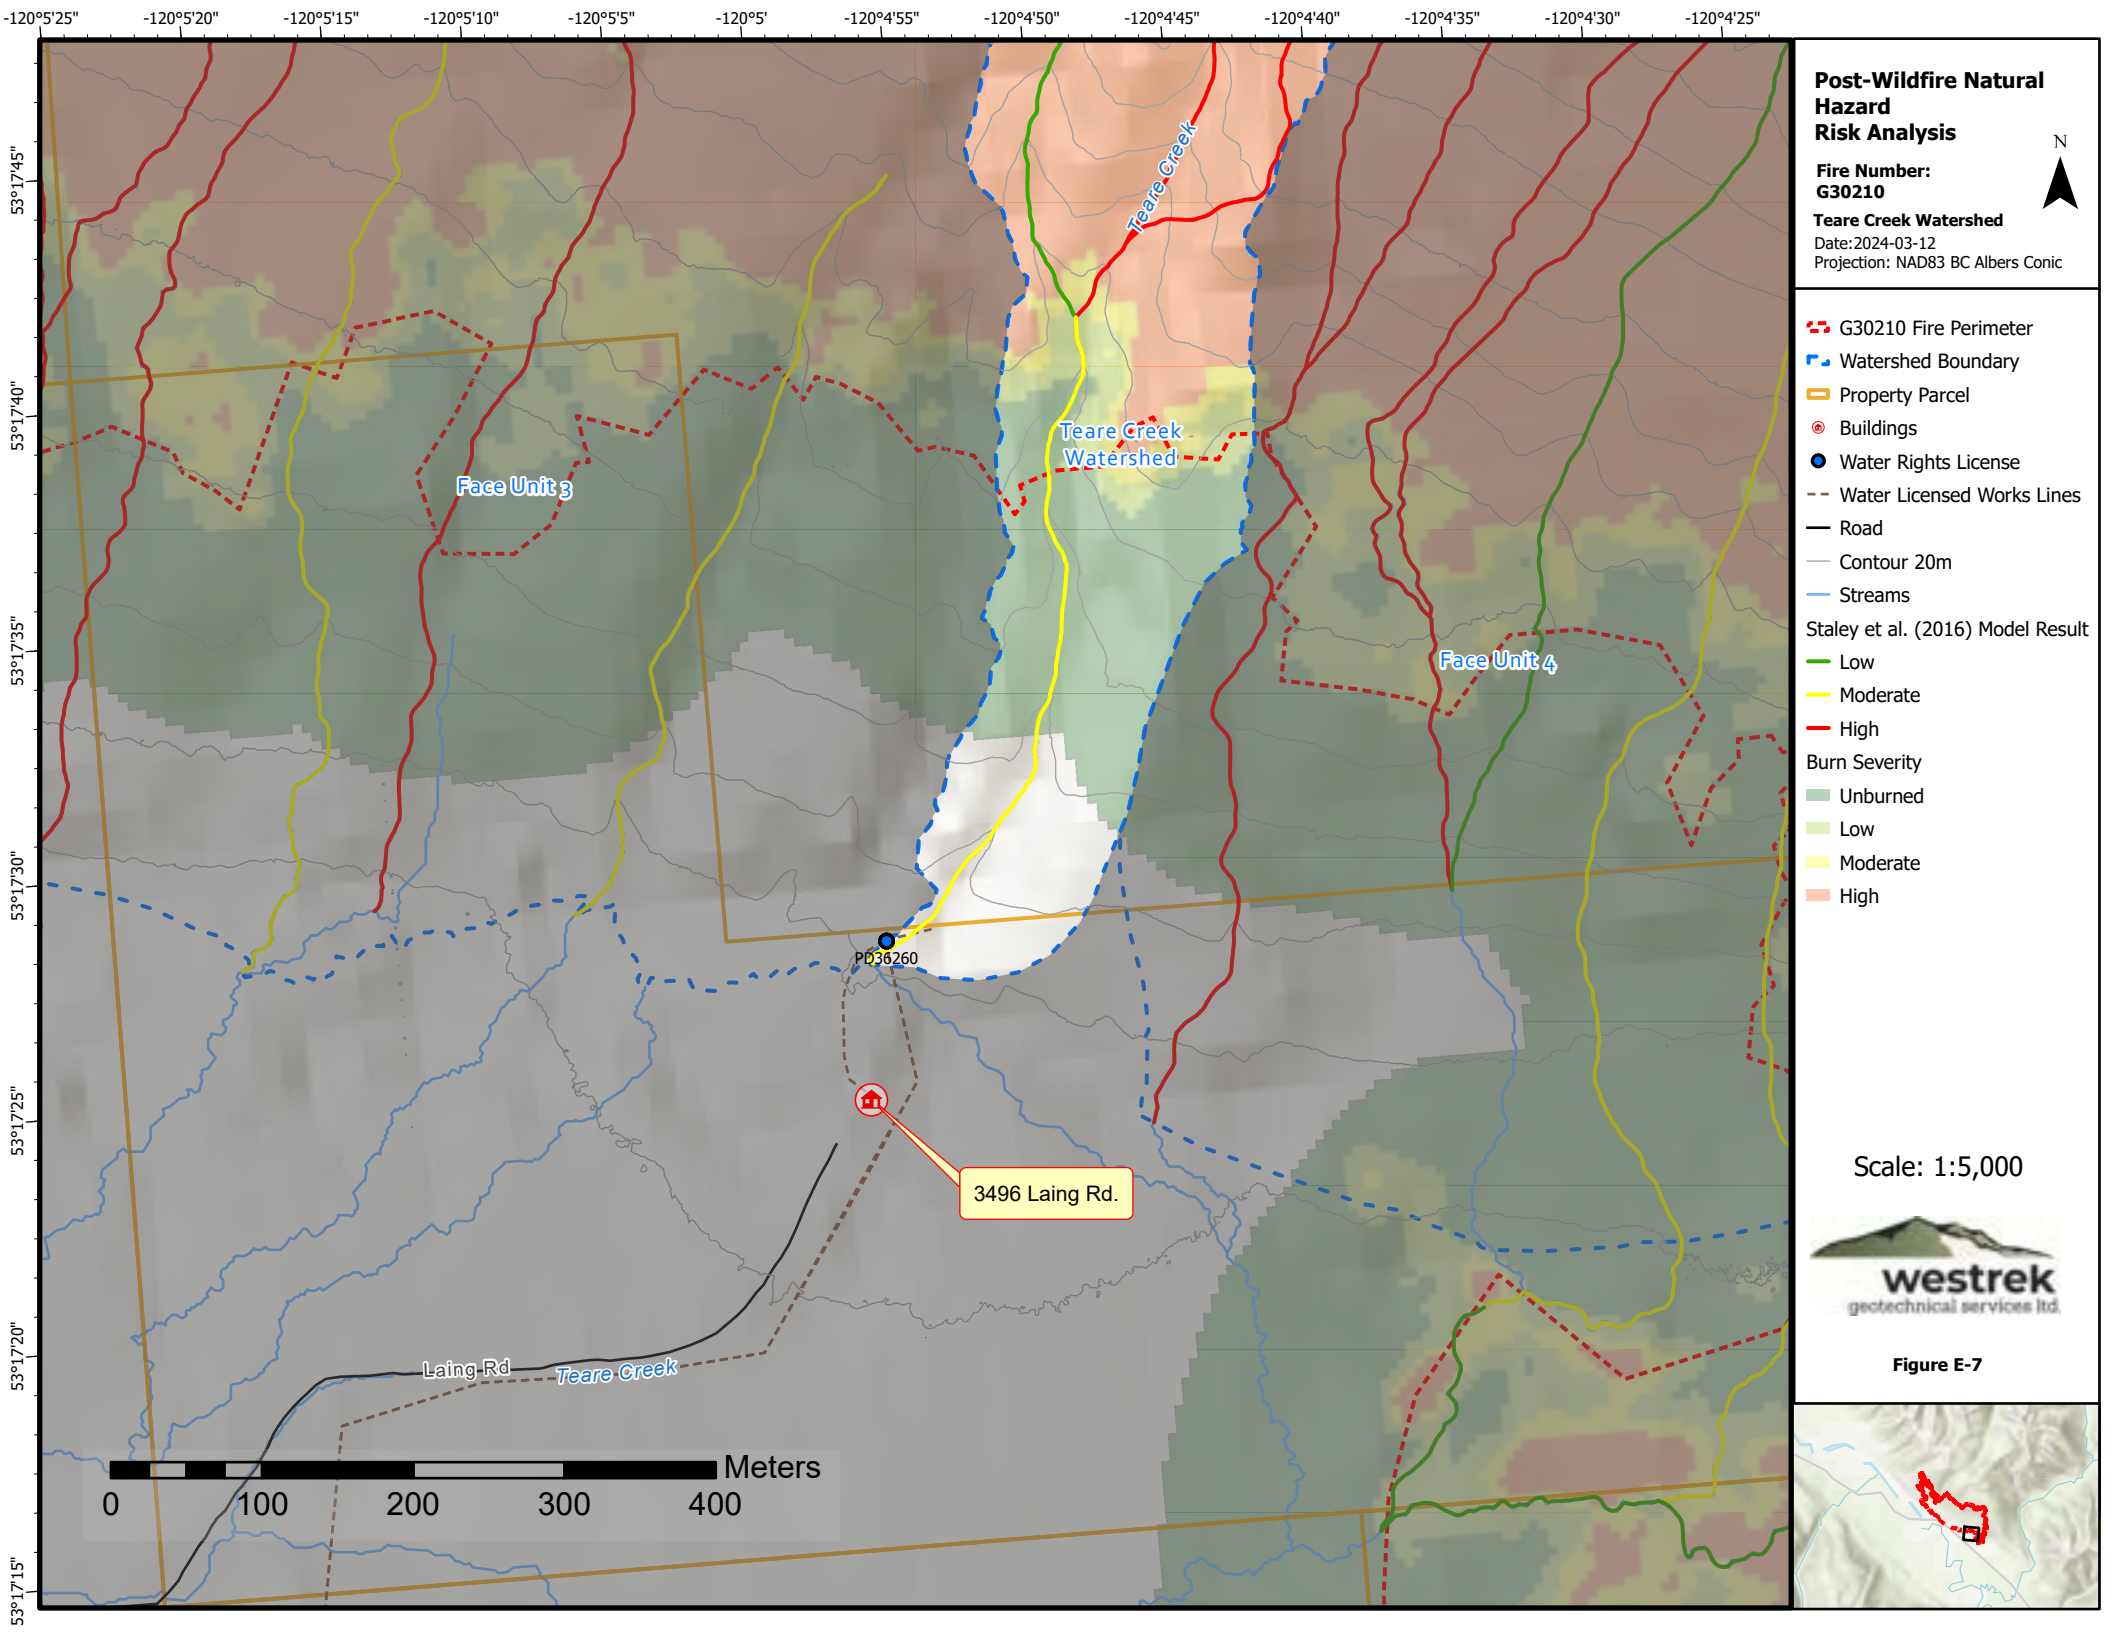 -120°5'25"
-120°5'20"
-120°5'15"
-120°5'10"
-120°5'5"
-120°5'
-120°4'55"
-120°4'50"
-120°4'45"
-120°4'40"
-120°4'35"
-120°4'30"
-120°4'25"
53°17'45"
53°17'40"
53°17'35"
53°17'30"
53°17'25"
53°17'20"
53°17'15"
Teare Creek
Teare Creek
Watershed
Face Unit 3
Face Unit 4
PD36260
3496 Laing Rd.
Laing Rd
Teare Creek
Meters
0 100 200 300 400
Post-Wildfire Natural
Hazard
Risk Analysis
N
Fire Number:
G30210
Teare Creek Watershed
Date:2024-03-12
Projection: NAD83 BC Albers Conic
G30210 Fire Perimeter
Watershed Boundary
Property Parcel
Buildings
Water Rights License
Water Licensed Works Lines
Road
Contour 20m
Streams
Staley et al. (2016) Model Result
Low
Moderate
High
Burn Severity
Unburned
Low
Moderate
High
Scale: 1:5,000
westrek
geotechnical services ltd.
Figure E-7